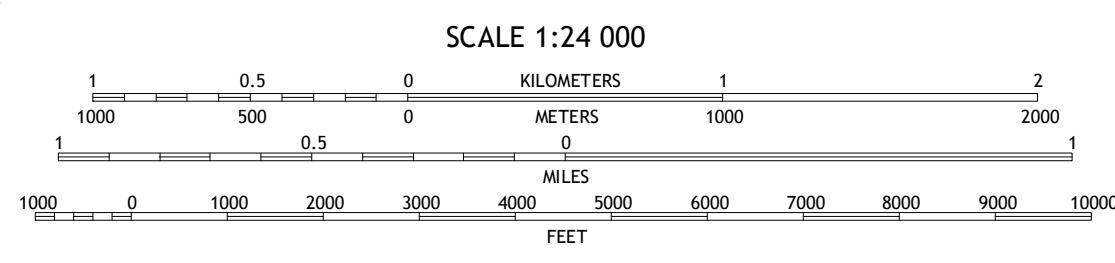 SCALE 1:24 000
1 0.5 0 KILOMETERS 1 2
1000 500 0 METERS 1000 2000
1 0.5 0 1
MILES
1000 0 1000 2000 3000 4000 5000 6000 7000 8000 9000 10000
FEET